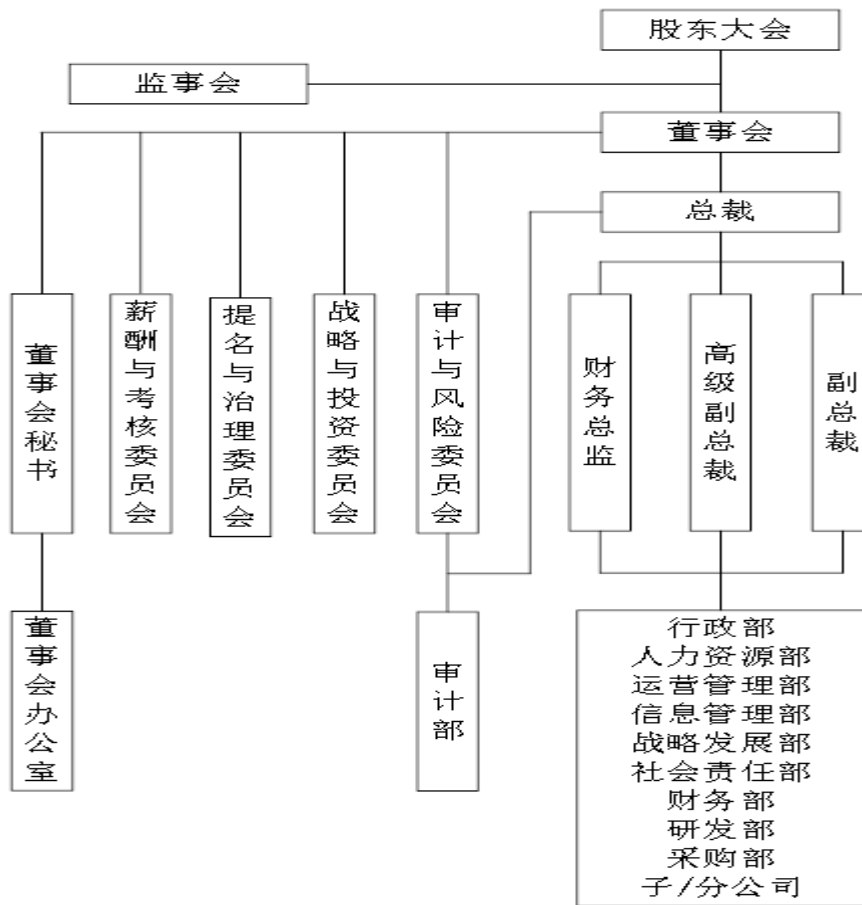 股东大会
监事会
董事会
总裁
董事会秘书
薪酬与考核委员会
提名与治理委员会
战略与投资委员会
审计与风险委员会
财务总监
高级副总裁
副总裁
董事会办公室
审计部
行政部
人力资源部
运营管理部
信息管理部
战略发展部
社会责任部
财务部
研发部
采购部
子/分公司